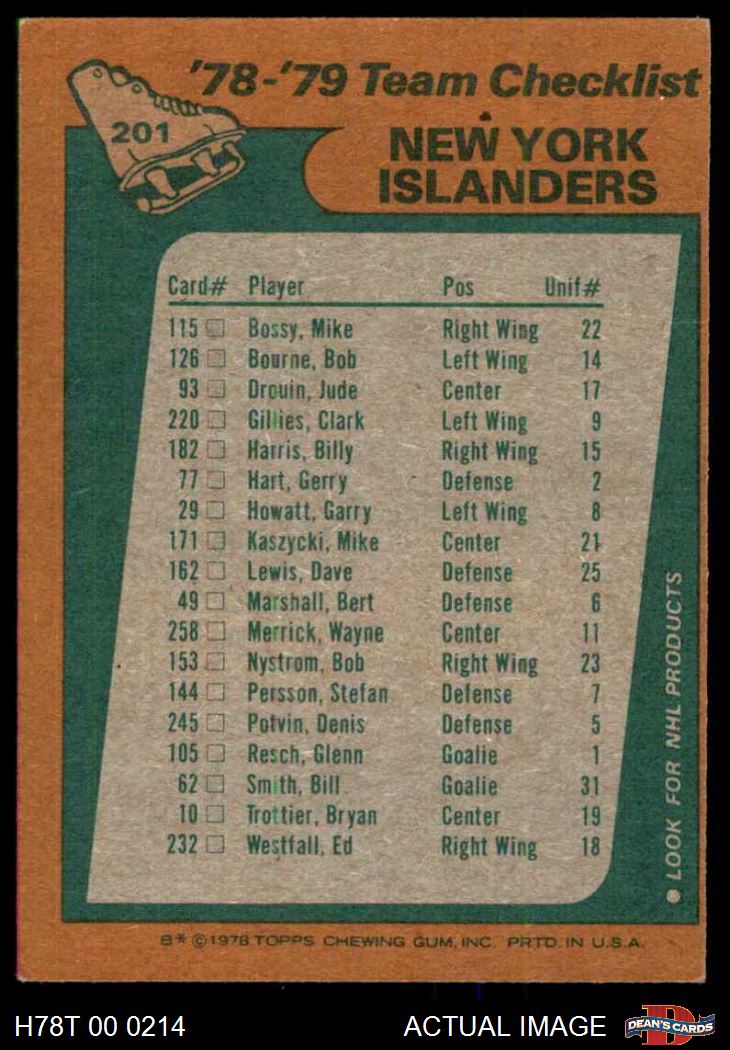 '78-'79 Team Checklist
201
NEW YORK
ISLANDERS
Card# Player Pos Unif#
115 Bossy, Mike Right Wing 22
126 Bourne, Bob Left Wing 14
93 Drouin, Jude Center 17
220 Gillies, Clark Left Wing 9
182 Harris, Billy Right Wing 15
77 Hart, Gerry Defense 2
29 Howatt, Garry Left Wing 8
171 Kaszycki, Mike Center 21
162 Lewis, Dave Defense 25
49 Marshall, Bert Defense 6
258 Merrick, Wayne Center 11
153 Nystrom, Bob Right Wing 23
144 Persson, Stefan Defense 7
245 Potvin, Denis Defense 5
105 Resch, Glenn Goalie 1
62 Smith, Bill Goalie 31
10 Trottier, Bryan Center 19
232 Westfall, Ed Right Wing 18
● LOOK FOR NHL PRODUCTS
B* ©1978 TOPPS CHEWING GUM, INC. PRTD. IN U.S.A.
H78T 00 0214 ACTUAL IMAGE
D
DEAN'S CARDS